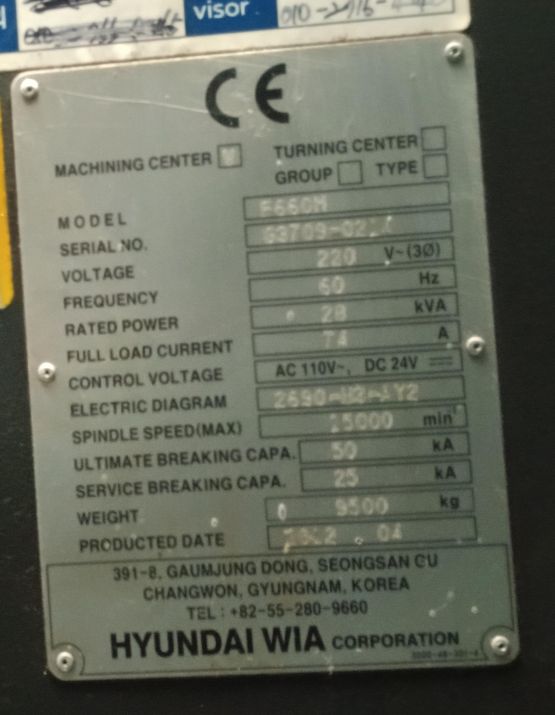 visor
CE
MACHINING CENTER
TURNING CENTER
GROUP TYPE
MODEL F660M
SERIAL NO.
VOLTAGE 220 V~(3Ø)
FREQUENCY 60 Hz
RATED POWER 28 kVA
FULL LOAD CURRENT 74 A
CONTROL VOLTAGE AC 110V~, DC 24V
ELECTRIC DIAGRAM
SPINDLE SPEED(MAX) 15000 min
ULTIMATE BREAKING CAPA. 50 kA
SERVICE BREAKING CAPA. 25 kA
WEIGHT 9500 kg
PRODUCTED DATE 04
391-8, GAUMJUNG DONG, SEONGSAN GU
CHANGWON, GYUNGNAM, KOREA
TEL : +82-55-280-9660
HYUNDAI WIA CORPORATION